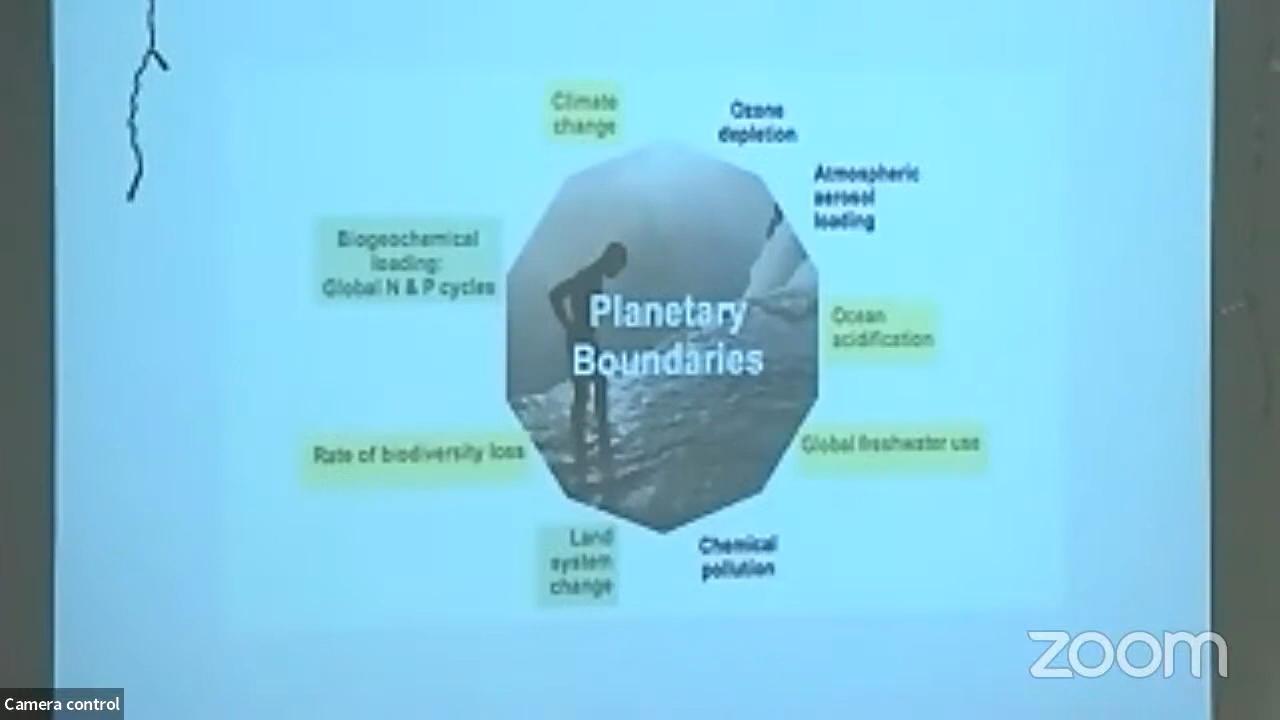 Climate
change
Ozone
depletion
Atmospheric
aerosol
loading
Biogeochemical
loading:
Global N & P cycles
Planetary
Boundaries
Ocean
acidification
Rate of biodiversity loss
Global freshwater use
Land
system
change
Chemical
pollution
zoom
Camera control